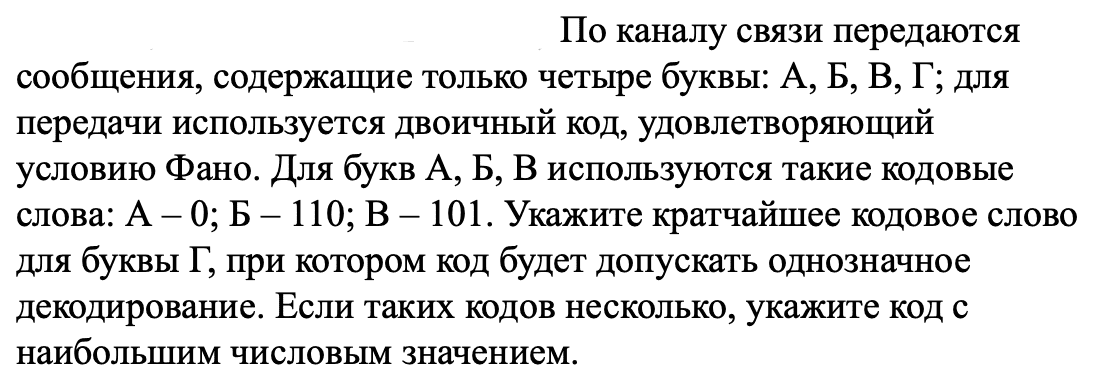 По каналу связи передаются
сообщения, содержащие только четыре буквы: А, Б, В, Г; для
передачи используется двоичный код, удовлетворяющий
условию Фано. Для букв А, Б, В используются такие кодовые
слова: А – 0; Б – 110; В – 101. Укажите кратчайшее кодовое слово
для буквы Г, при котором код будет допускать однозначное
декодирование. Если таких кодов несколько, укажите код с
наибольшим числовым значением.